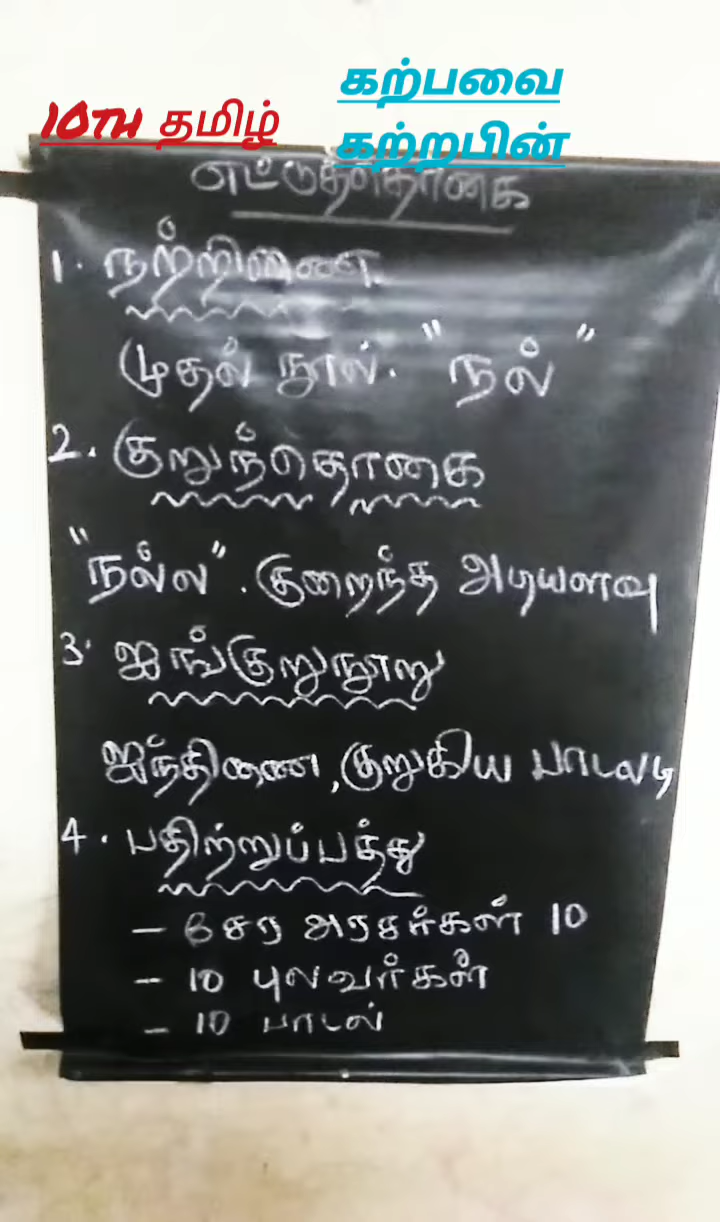 10TH தமிழ்
கற்பவை
கற்றபின்
எட்டுத்தொகை
1. நற்றிணை.
முதல் நூல். "நல்"
2. குறுந்தொகை
"நல்ல". குறைந்த அடியளவு
3. ஐங்குறுநூறு
ஐந்திணை, குறுகிய பாடலடி
4. பதிற்றுப்பத்து
- சேர அரசர்கள் 10
- 10 புலவர்கள்
- 10 பாடல்